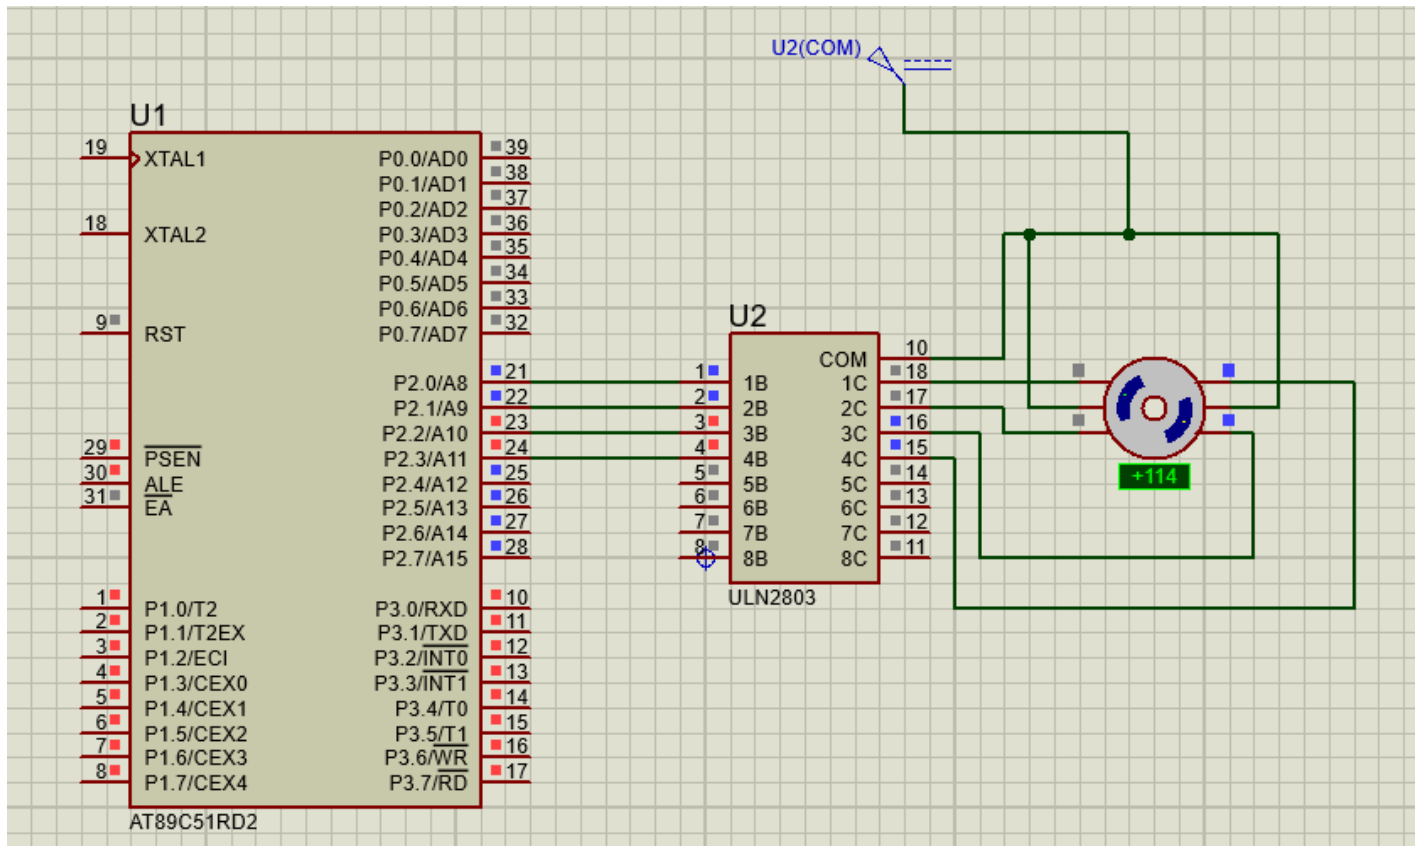 U2(COM)
U1
19 XTAL1 P0.0/AD0 39
P0.1/AD1 38
P0.2/AD2 37
18 XTAL2 P0.3/AD3 36
P0.4/AD4 35
P0.5/AD5 34
P0.6/AD6 33
9 RST P0.7/AD7 32
P2.0/A8 21
P2.1/A9 22
P2.2/A10 23
29 PSEN P2.3/A11 24
30 ALE P2.4/A12 25
31 EA P2.5/A13 26
P2.6/A14 27
P2.7/A15 28
1 P1.0/T2 P3.0/RXD 10
2 P1.1/T2EX P3.1/TXD 11
3 P1.2/ECI P3.2/INT0 12
4 P1.3/CEX0 P3.3/INT1 13
5 P1.4/CEX1 P3.4/T0 14
6 P1.5/CEX2 P3.5/T1 15
7 P1.6/CEX3 P3.6/WR 16
8 P1.7/CEX4 P3.7/RD 17
AT89C51RD2
U2
COM 10
1 1B 1C 18
2 2B 2C 17
3 3B 3C 16
4 4B 4C 15
5 5B 5C 14
6 6B 6C 13
7 7B 7C 12
8 8B 8C 11
ULN2803
+114